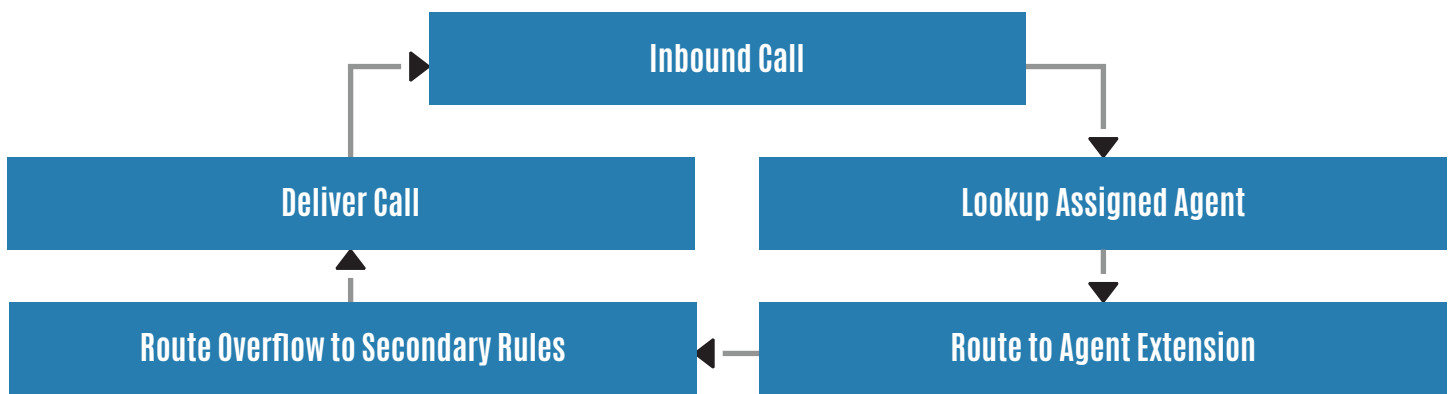 Inbound Call
Deliver Call
Lookup Assigned Agent
Route Overflow to Secondary Rules
Route to Agent Extension